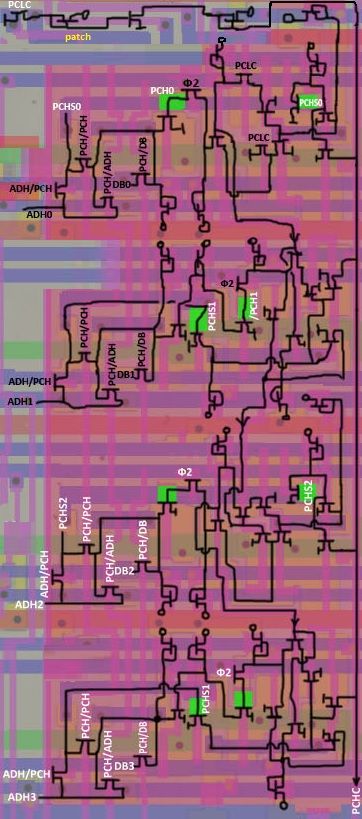 PCLC
patch
PCLC
PCH0
Φ2
PCHS0
PCHS0
PCH/PCH
PCLC
PCH/DB
PCH/ADH
DB0
ADH/PCH
ADH0
Φ2
PCHS1
/PCH1
PCH/PCH
PCH/ADH
PCH/DB
DB1
ADH/PCH
ADH1
Φ2
PCHS2
PCHS2
PCH/PCH
PCH/DB
PCH/ADH
DB2
ADH/PCH
ADH2
Φ2
PCHS1
PCH/PCH
PCH/DB
PCH/ADH
DB3
ADH/PCH
ADH3
PCHC